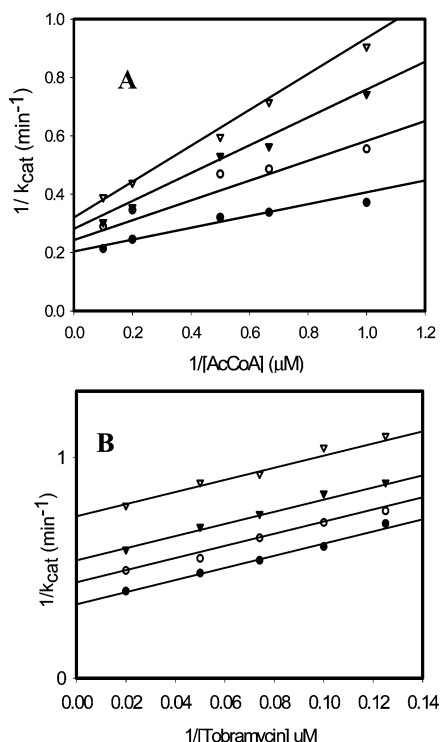 A
1.0
0.8
0.6
0.4
0.2
0.0
1/ kcat (min-1)
0.0 0.2 0.4 0.6 0.8 1.0 1.2
1/[AcCoA] (µM)
B
1
0
1/kcat (min-1)
0.00 0.02 0.04 0.06 0.08 0.10 0.12 0.14
1/[Tobramycin] uM